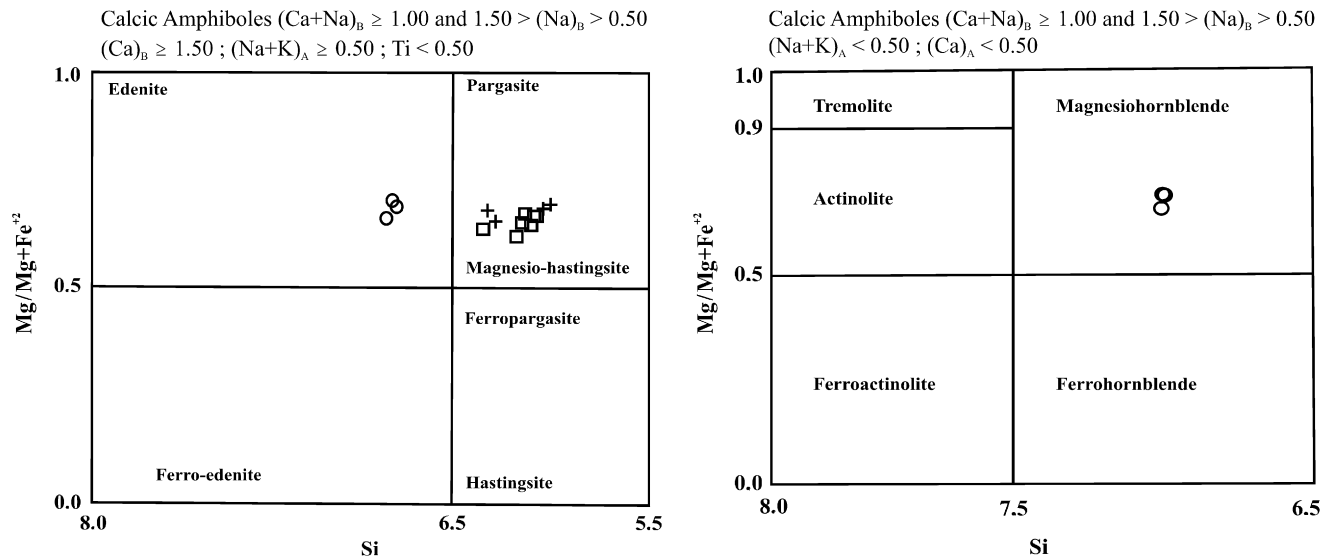 Calcic Amphiboles (Ca+Na)B ≥ 1.00 and 1.50 > (Na)B > 0.50
(Ca)B ≥ 1.50 ; (Na+K)A ≥ 0.50 ; Ti < 0.50
1.0
Edenite
Pargasite
Magnesio-hastingsite
0.5
Ferropargasite
Ferro-edenite
Hastingsite
0.0
8.0
6.5
5.5
Si
Mg/Mg+Fe+2
Calcic Amphiboles (Ca+Na)B ≥ 1.00 and 1.50 > (Na)B > 0.50
(Na+K)A < 0.50 ; (Ca)A < 0.50
1.0
Tremolite
Magnesiohornblende
0.9
Actinolite
0.5
Ferroactinolite
Ferrohornblende
0.0
8.0
7.5
6.5
Si
Mg/Mg+Fe+2